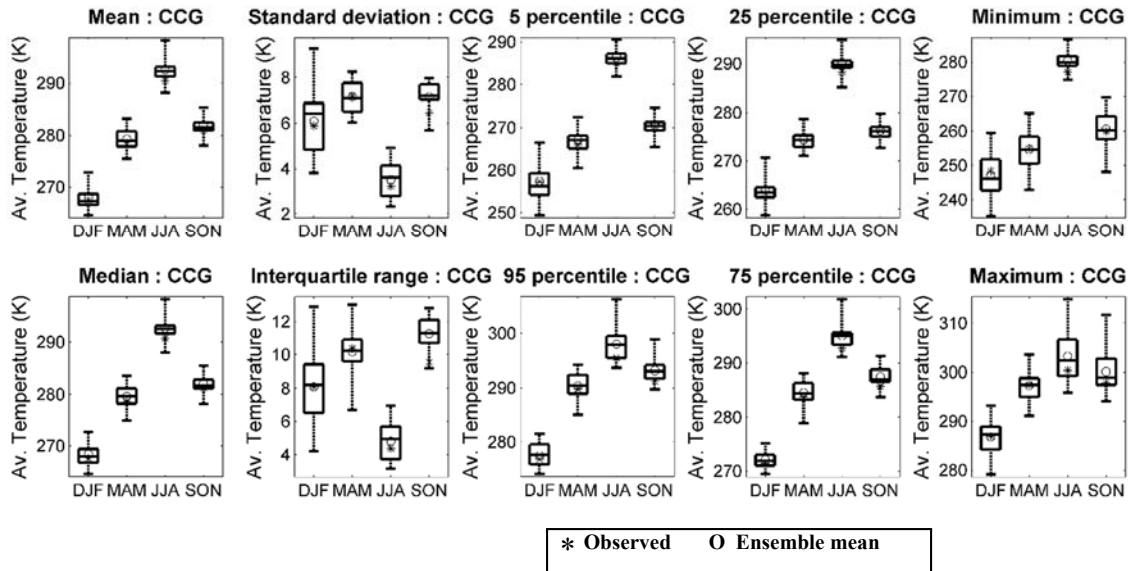 Mean : CCG
Av. Temperature (K)
290
280
270
DJF MAM JJA SON
Standard deviation : CCG
8
6
4
2
DJF MAM JJA SON
5 percentile : CCG
Av. Temperature (K)
290
280
270
260
250
DJF MAM JJA SON
25 percentile : CCG
Av. Temperature (K)
290
280
270
260
DJF MAM JJA SON
Minimum : CCG
Av. Temperature (K)
280
270
260
250
240
DJF MAM JJA SON
Median : CCG
Av. Temperature (K)
290
280
270
DJF MAM JJA SON
Interquartile range : CCG
Av. Temperature (K)
12
10
8
6
4
DJF MAM JJA SON
95 percentile : CCG
Av. Temperature (K)
300
290
280
DJF MAM JJA SON
75 percentile : CCG
Av. Temperature (K)
300
290
280
270
DJF MAM JJA SON
Maximum : CCG
Av. Temperature (K)
310
300
290
280
DJF MAM JJA SON
* Observed O Ensemble mean